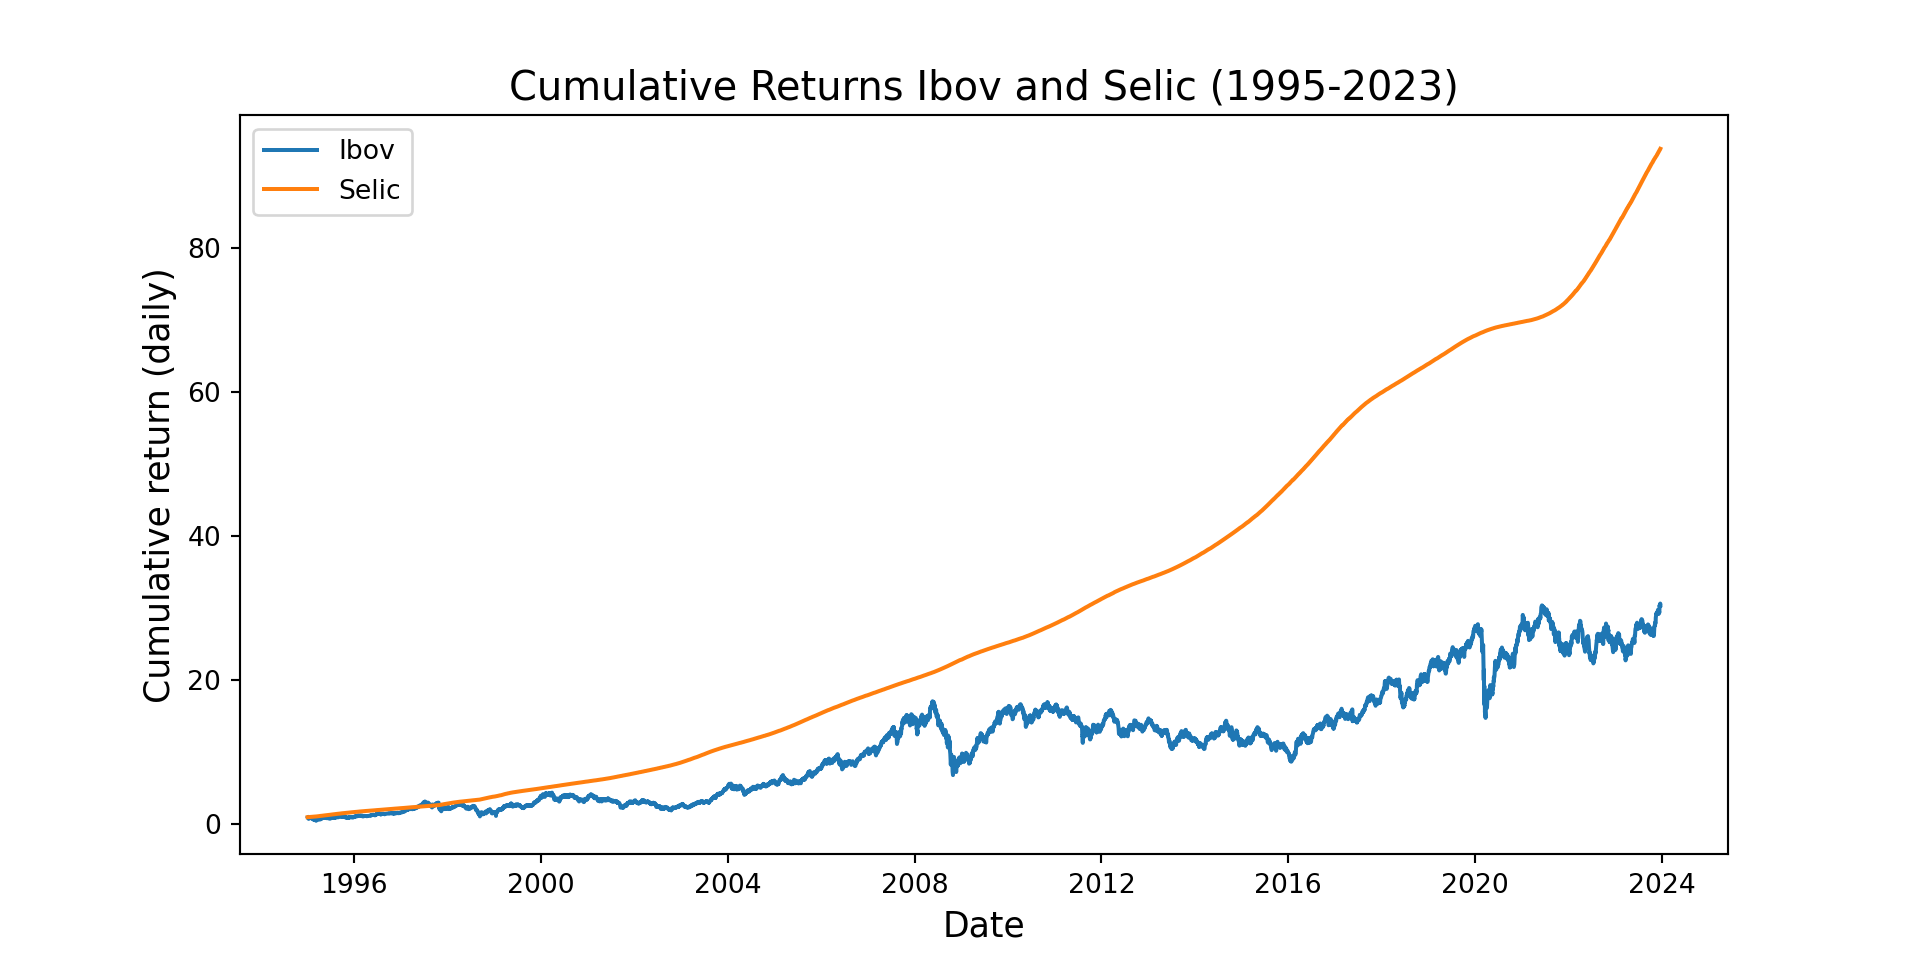 Cumulative Returns Ibov and Selic (1995-2023)
Ibov
Selic
Cumulative return (daily)
80
60
40
20
0
1996 2000 2004 2008 2012 2016 2020 2024
Date